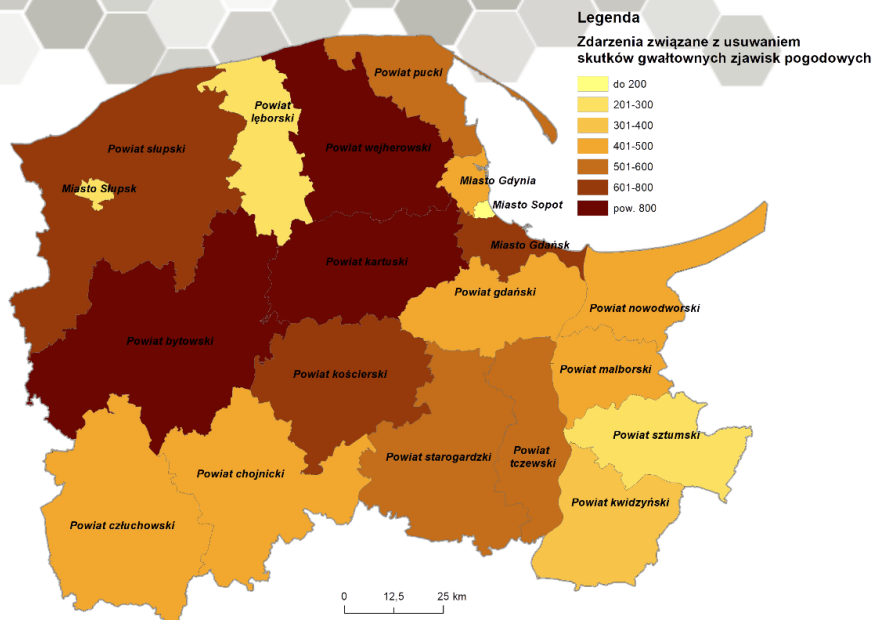 Legenda
Zdarzenia związane z usuwaniem
skutków gwałtownych zjawisk pogodowych
do 200
201-300
301-400
401-500
501-600
601-800
pow. 800
Powiat pucki
Powiat
lęborski
Powiat słupski
Powiat wejherowski
Miasto Gdynia
Miasto Słupsk
Miasto Sopot
Miasto Gdańsk
Powiat kartuski
Powiat gdański
Powiat nowodworski
Powiat bytowski
Powiat kościerski
Powiat malborski
Powiat sztumski
Powiat starogardzki
Powiat
tczewski
Powiat chojnicki
Powiat kwidzyński
Powiat człuchowski
0 12,5 25 km